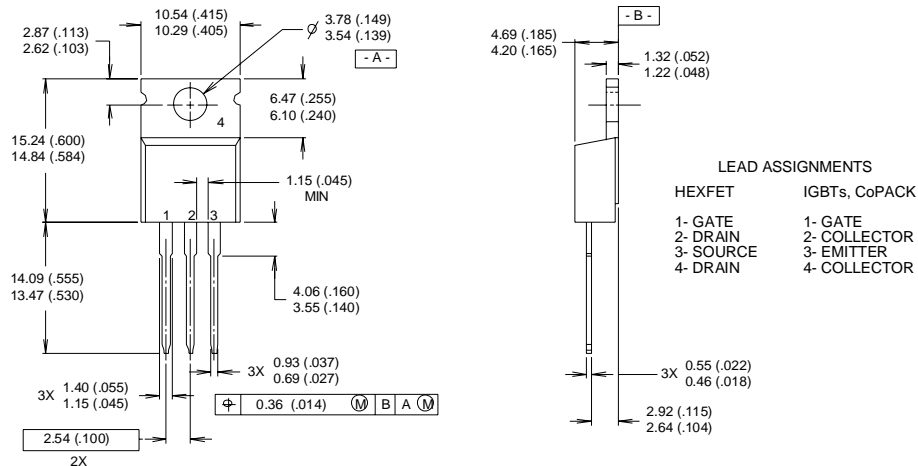 10.54 (.415)
10.29 (.405)
2.87 (.113)
2.62 (.103)
ø 3.78 (.149)
3.54 (.139)
- A -
6.47 (.255)
6.10 (.240)
4
15.24 (.600)
14.84 (.584)
1.15 (.045)
MIN
1 2 3
14.09 (.555)
13.47 (.530)
4.06 (.160)
3.55 (.140)
3X 0.93 (.037)
0.69 (.027)
3X 1.40 (.055)
1.15 (.045)
⌖ 0.36 (.014) Ⓜ B A Ⓜ
2.54 (.100)
2X
- B -
4.69 (.185)
4.20 (.165)
1.32 (.052)
1.22 (.048)
3X 0.55 (.022)
0.46 (.018)
2.92 (.115)
2.64 (.104)
LEAD ASSIGNMENTS
HEXFET
1- GATE
2- DRAIN
3- SOURCE
4- DRAIN
IGBTs, CoPACK
1- GATE
2- COLLECTOR
3- EMITTER
4- COLLECTOR